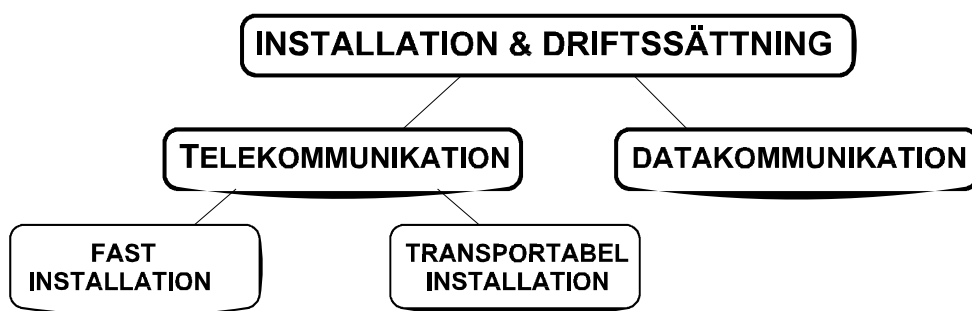 INSTALLATION & DRIFTSSÄTTNING
TELEKOMMUNIKATION
DATAKOMMUNIKATION
FAST
INSTALLATION
TRANSPORTABEL
INSTALLATION